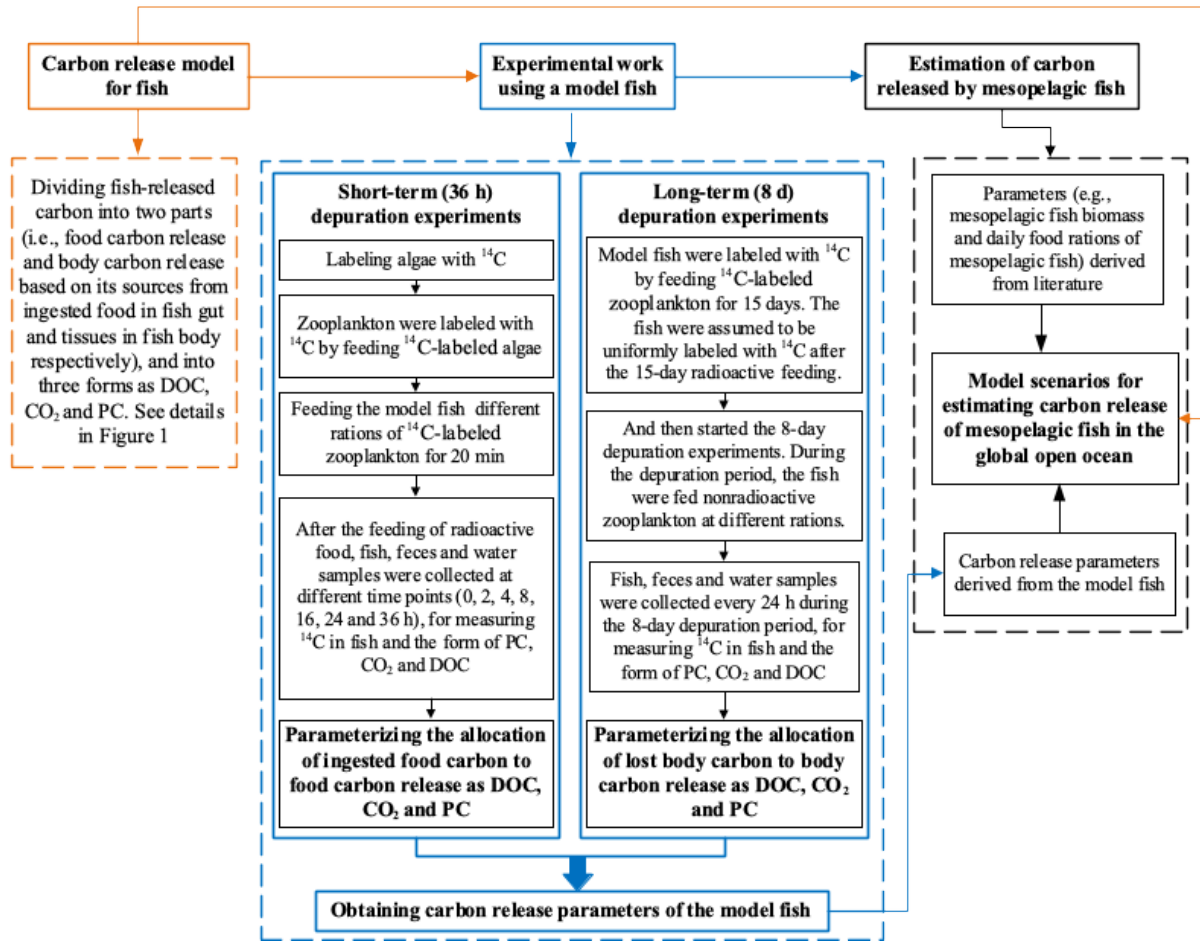 Carbon release model
for fish
Experimental work
using a model fish
Estimation of carbon
released by mesopelagic fish
Dividing fish-released
carbon into two parts
(i.e., food carbon release
and body carbon release
based on its sources from
ingested food in fish gut
and tissues in fish body
respectively), and into
three forms as DOC,
CO₂ and PC. See details
in Figure 1
Short-term (36 h)
depuration experiments
Labeling algae with ¹⁴C
Zooplankton were labeled with
¹⁴C by feeding ¹⁴C-labeled algae
Feeding the model fish different
rations of ¹⁴C-labeled
zooplankton for 20 min
After the feeding of radioactive
food, fish, feces and water
samples were collected at
different time points (0, 2, 4, 8,
16, 24 and 36 h), for measuring
¹⁴C in fish and the form of PC,
CO₂ and DOC
Parameterizing the allocation
of ingested food carbon to
food carbon release as DOC,
CO₂ and PC
Long-term (8 d)
depuration experiments
Model fish were labeled with ¹⁴C
by feeding ¹⁴C-labeled
zooplankton for 15 days. The
fish were assumed to be
uniformly labeled with ¹⁴C after
the 15-day radioactive feeding.
And then started the 8-day
depuration experiments. During
the depuration period, the fish
were fed nonradioactive
zooplankton at different rations.
Fish, feces and water samples
were collected every 24 h during
the 8-day depuration period, for
measuring ¹⁴C in fish and the
form of PC, CO₂ and DOC
Parameterizing the allocation
of lost body carbon to body
carbon release as DOC, CO₂
and PC
Obtaining carbon release parameters of the model fish
Parameters (e.g.,
mesopelagic fish biomass
and daily food rations of
mesopelagic fish) derived
from literature
Model scenarios for
estimating carbon release
of mesopelagic fish in the
global open ocean
Carbon release parameters
derived from the model fish